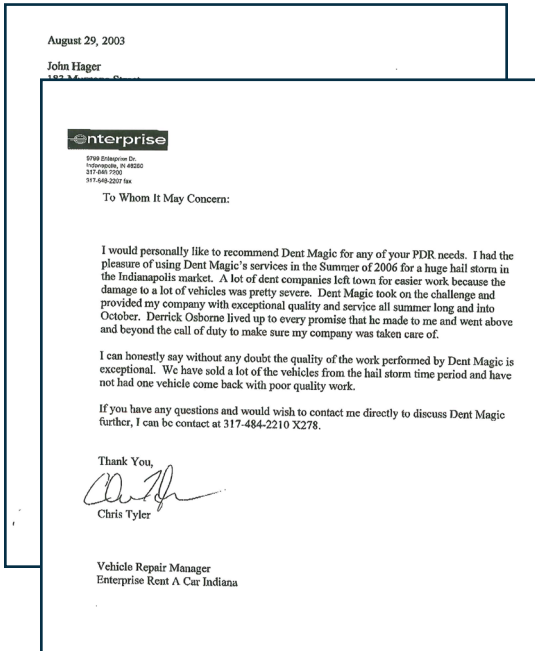 August 29, 2003
John Hager
enterprise
9799 Enterprise Dr.
Indianapolis, IN 46280
To Whom It May Concern:
I would personally like to recommend Dent Magic for any of your PDR needs. I had the
pleasure of using Dent Magic's services in the Summer of 2006 for a huge hail storm in
the Indianapolis market. A lot of dent companies left town for easier work because the
damage to a lot of vehicles was pretty severe. Dent Magic took on the challenge and
provided my company with exceptional quality and service all summer long and into
October. Derrick Osborne lived up to every promise that he made to me and went above
and beyond the call of duty to make sure my company was taken care of.
I can honestly say without any doubt the quality of the work performed by Dent Magic is
exceptional. We have sold a lot of the vehicles from the hail storm time period and have
not had one vehicle come back with poor quality work.
If you have any questions and would wish to contact me directly to discuss Dent Magic
further, I can be contact at 317-484-2210 X278.
Thank You,
Chris Tyler
Vehicle Repair Manager
Enterprise Rent A Car Indiana